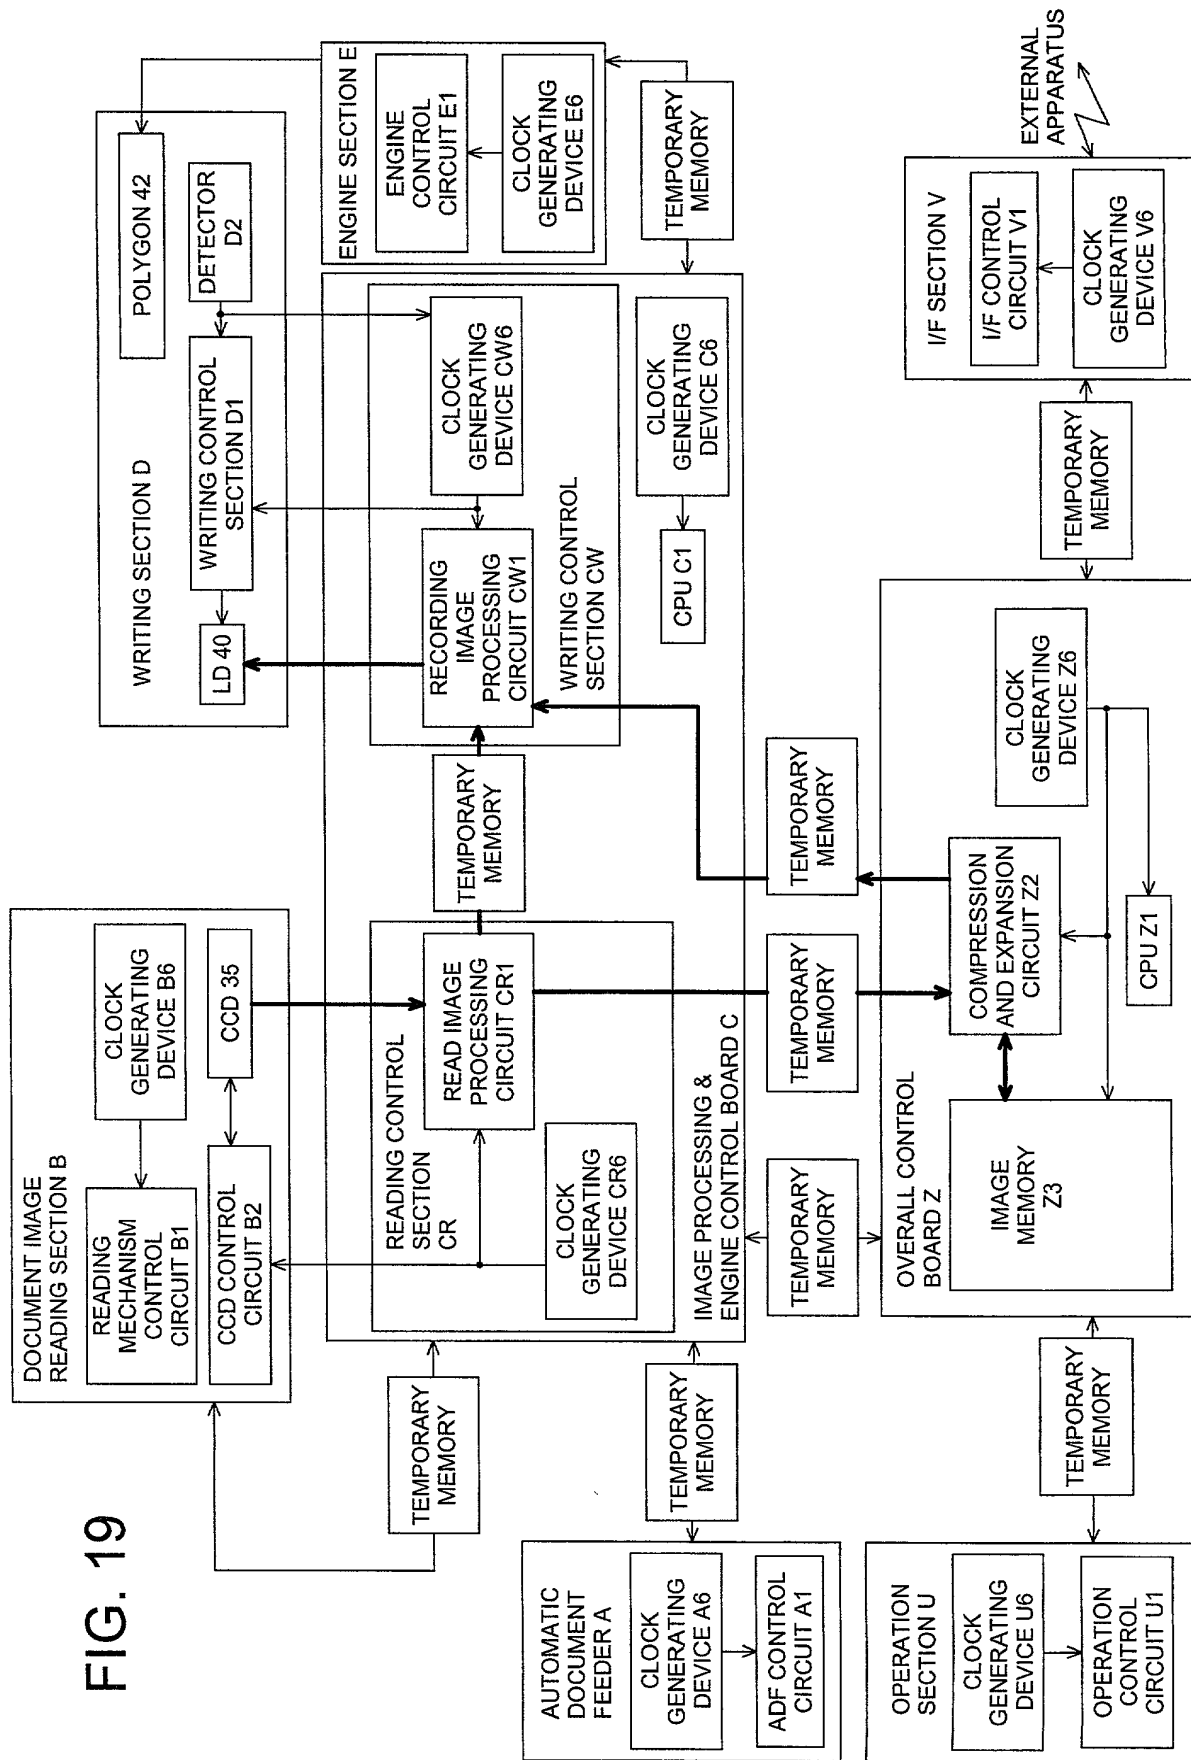 FIG. 19
DOCUMENT IMAGE
READING SECTION B
READING
MECHANISM
CONTROL
CIRCUIT B1
CLOCK
GENERATING
DEVICE B6
CCD CONTROL
CIRCUIT B2
CCD 35
WRITING SECTION D
POLYGON 42
LD 40
WRITING CONTROL
SECTION D1
DETECTOR
D2
ENGINE SECTION E
ENGINE
CONTROL
CIRCUIT E1
CLOCK
GENERATING
DEVICE E6
TEMPORARY
MEMORY
TEMPORARY
MEMORY
READING CONTROL
SECTION
CR
READ IMAGE
PROCESSING
CIRCUIT CR1
CLOCK
GENERATING
DEVICE CR6
TEMPORARY
MEMORY
RECORDING
IMAGE
PROCESSING
CIRCUIT CW1
CLOCK
GENERATING
DEVICE CW6
WRITING CONTROL
SECTION CW
CPU C1
CLOCK
GENERATING
DEVICE C6
IMAGE PROCESSING &
ENGINE CONTROL BOARD C
AUTOMATIC
DOCUMENT
FEEDER A
CLOCK
GENERATING
DEVICE A6
ADF CONTROL
CIRCUIT A1
TEMPORARY
MEMORY
TEMPORARY
MEMORY
TEMPORARY
MEMORY
TEMPORARY
MEMORY
OPERATION
SECTION U
CLOCK
GENERATING
DEVICE U6
OPERATION
CONTROL
CIRCUIT U1
TEMPORARY
MEMORY
OVERALL CONTROL
BOARD Z
IMAGE
MEMORY
Z3
COMPRESSION
AND EXPANSION
CIRCUIT Z2
CLOCK
GENERATING
DEVICE Z6
CPU Z1
TEMPORARY
MEMORY
I/F SECTION V
I/F CONTROL
CIRCUIT V1
CLOCK
GENERATING
DEVICE V6
EXTERNAL
APPARATUS